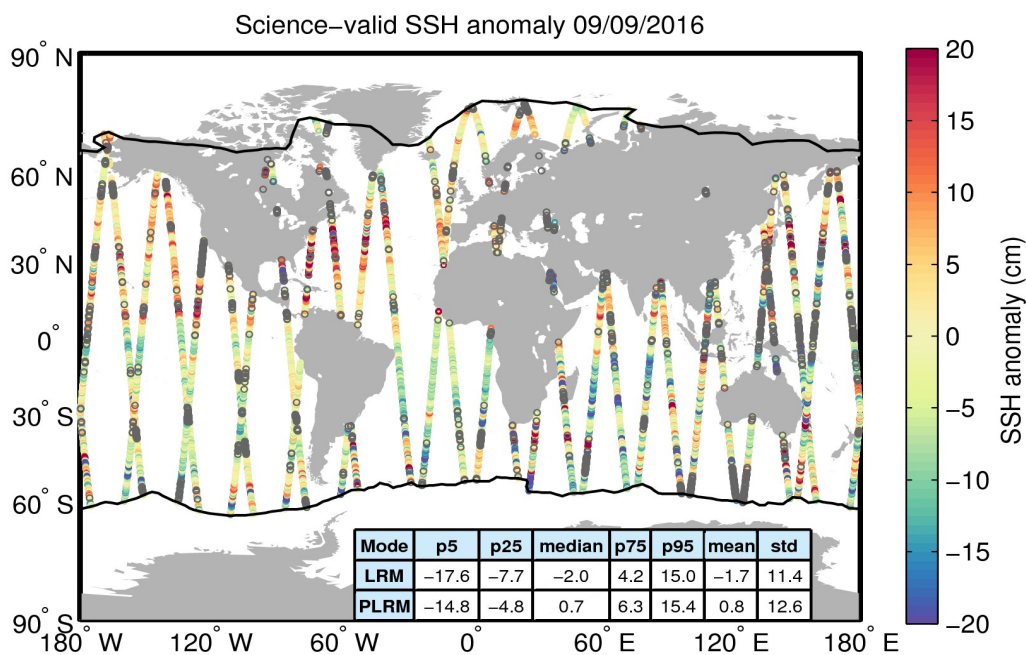 Science−valid SSH anomaly 09/09/2016
90° N
60° N
30° N
0°
30° S
60° S
90° S
180° W
120° W
60° W
0°
60° E
120° E
180° E
Mode p5 p25 median p75 p95 mean std
LRM −17.6 −7.7 −2.0 4.2 15.0 −1.7 11.4
PLRM −14.8 −4.8 0.7 6.3 15.4 0.8 12.6
20
15
10
5
0
−5
−10
−15
−20
SSH anomaly (cm)